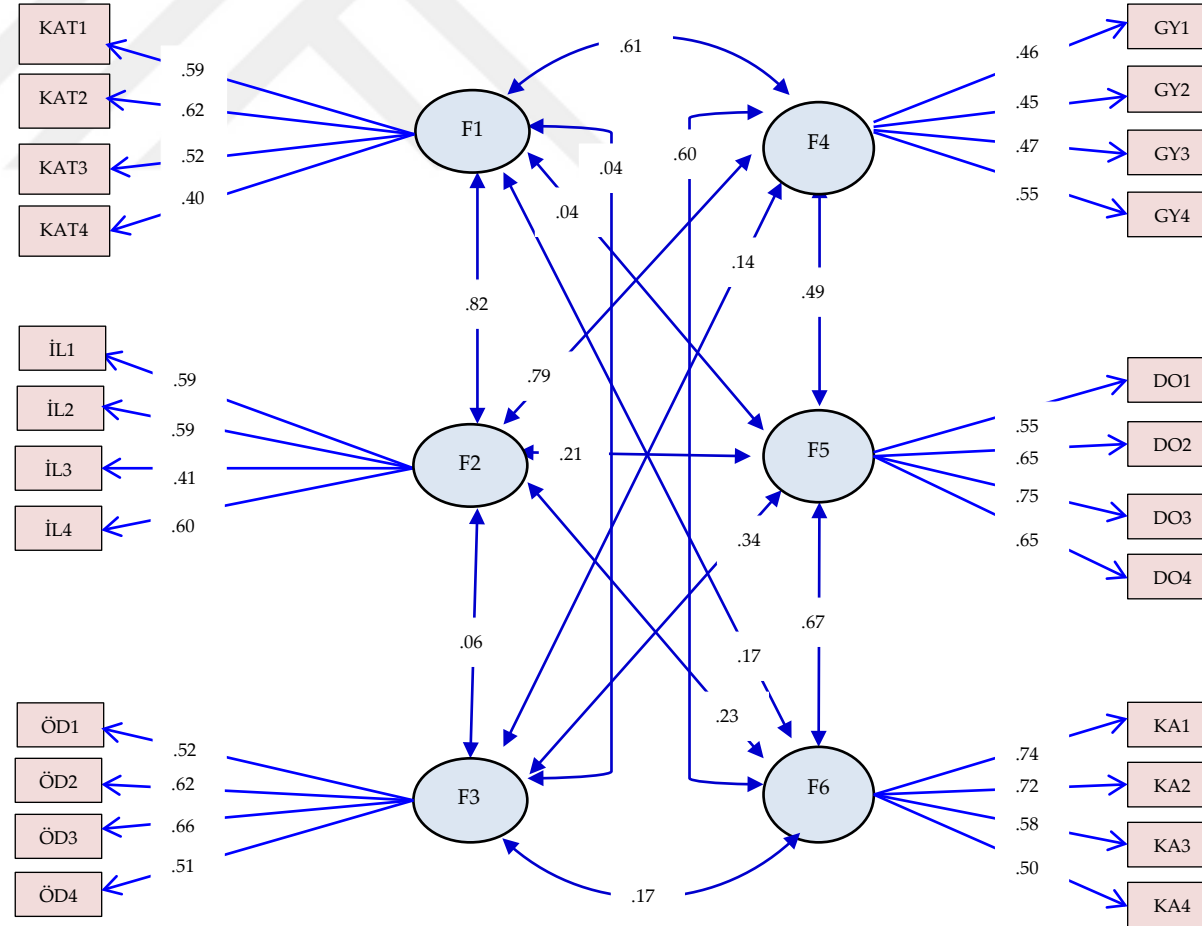 KAT1
KAT2
KAT3
KAT4
.59
.62
.52
.40
F1
.61
F4
.46
.45
.47
.55
GY1
GY2
GY3
GY4
.04
.60
.04
.14
.82
.49
İL1
İL2
İL3
İL4
.59
.59
.41
.60
F2
.79
.21
F5
.55
.65
.75
.65
DO1
DO2
DO3
DO4
.34
.06
.67
.17
.23
ÖD1
ÖD2
ÖD3
ÖD4
.52
.62
.66
.51
F3
F6
.74
.72
.58
.50
KA1
KA2
KA3
KA4
.17